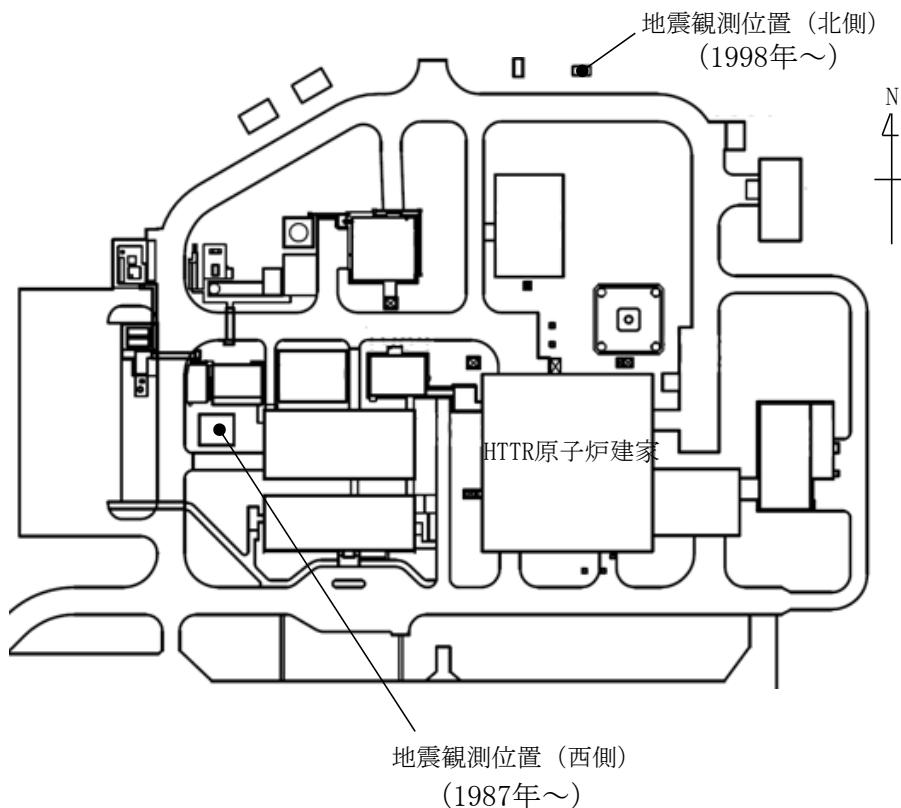 地震観測位置（北側）
（1998年～）
N
HTTR原子炉建家
地震観測位置（西側）
（1987年～）